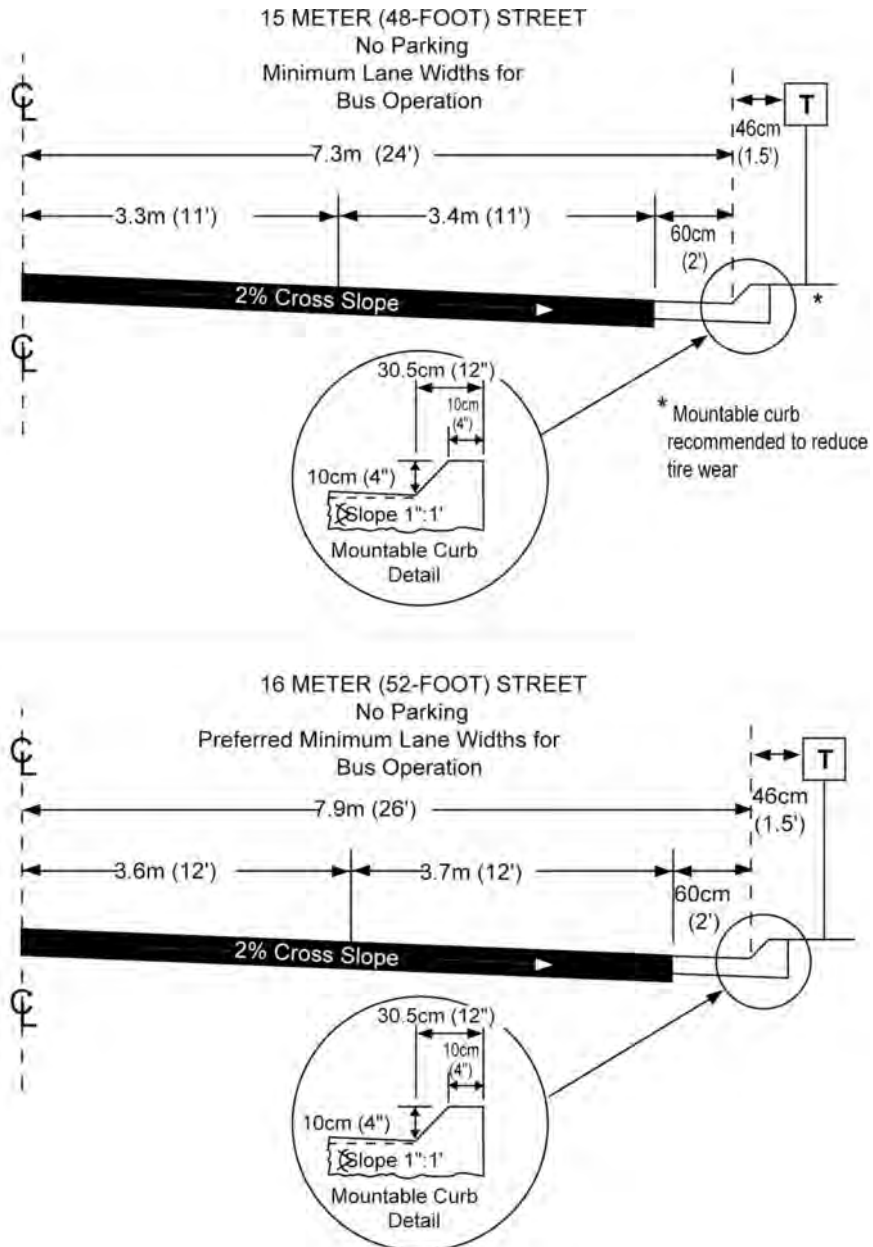 15 METER (48-FOOT) STREET
No Parking
Minimum Lane Widths for
Bus Operation
℄
T
46cm
(1.5')
7.3m (24')
3.3m (11')
3.4m (11')
60cm
(2')
2% Cross Slope
*
℄
30.5cm (12")
10cm
(4")
10cm (4")
Slope 1":1'
Mountable Curb
Detail
* Mountable curb
recommended to reduce
tire wear
16 METER (52-FOOT) STREET
No Parking
Preferred Minimum Lane Widths for
Bus Operation
℄
T
46cm
(1.5')
7.9m (26')
3.6m (12')
3.7m (12')
60cm
(2')
2% Cross Slope
℄
30.5cm (12")
10cm
(4")
10cm (4")
Slope 1":1'
Mountable Curb
Detail